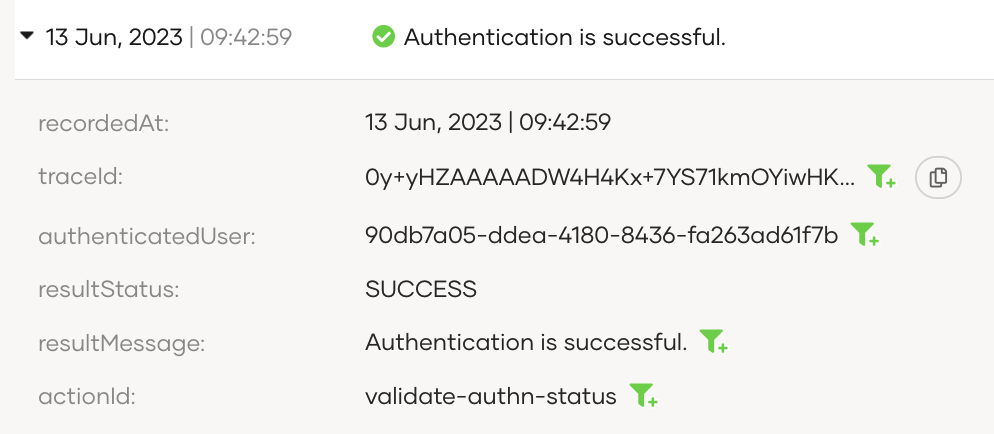 13 Jun, 2023 | 09:42:59 Authentication is successful.
recordedAt: 13 Jun, 2023 | 09:42:59
traceId: 0y+yHZAAAAADW4H4Kx+7YS71kmOYiwHK...
authenticatedUser: 90db7a05-ddea-4180-8436-fa263ad61f7b
resultStatus: SUCCESS
resultMessage: Authentication is successful.
actionId: validate-authn-status